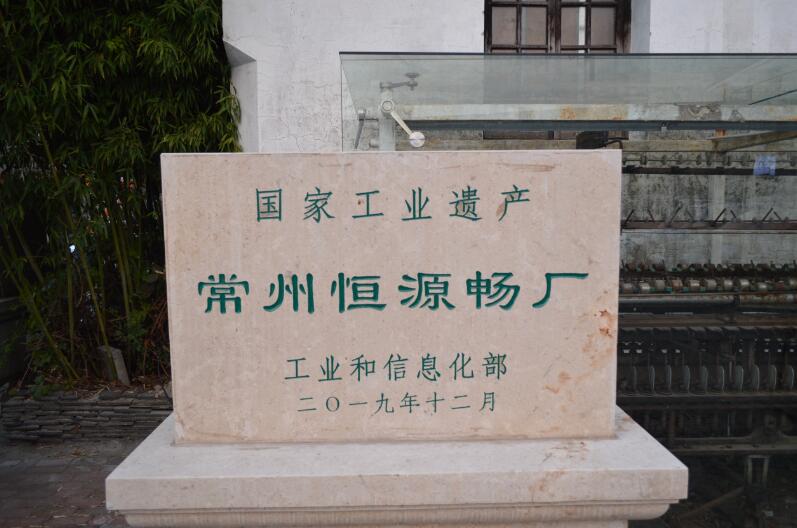 国家工业遗产
常州恒源畅厂
工业和信息化部
二〇一九年十二月